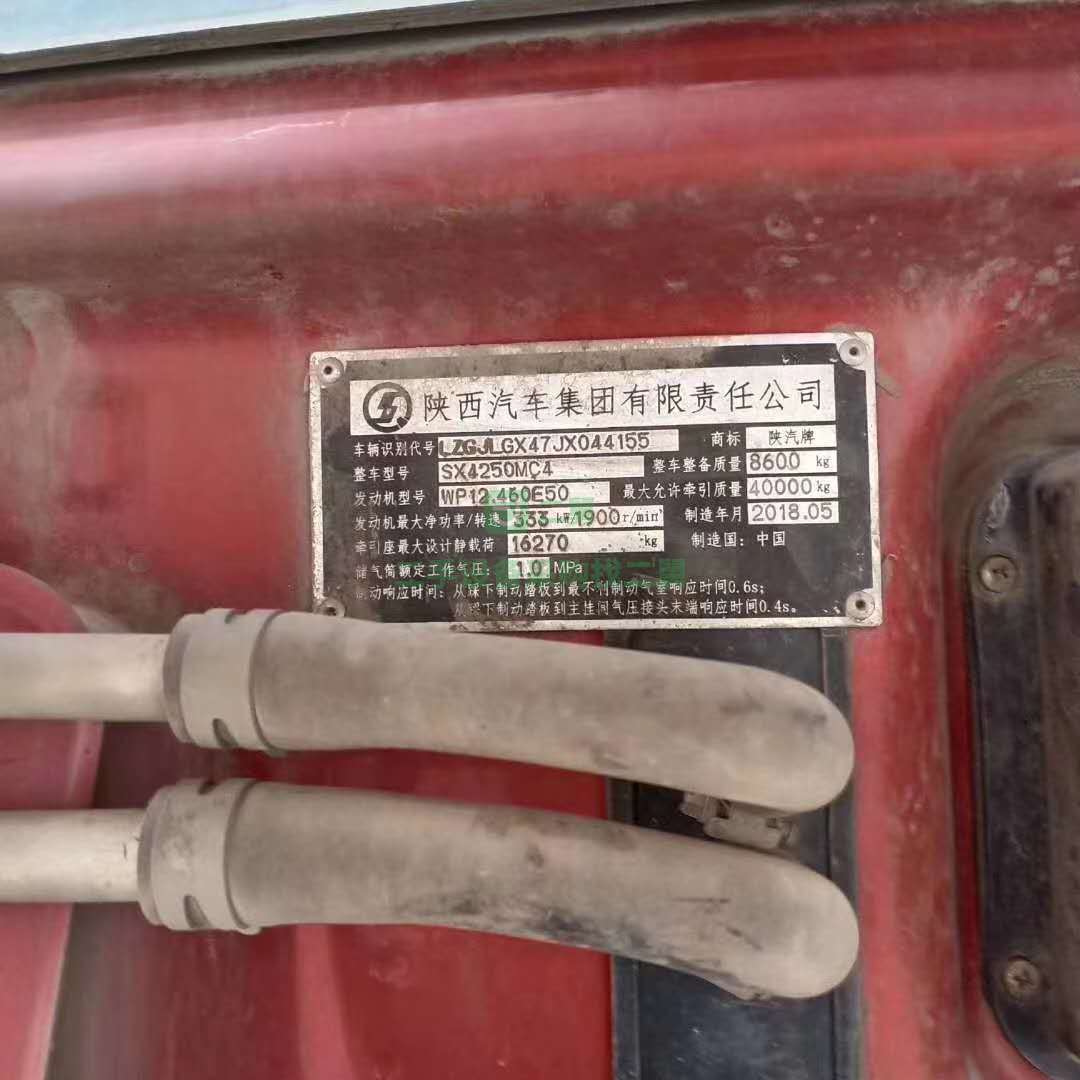 陕西汽车集团有限责任公司
车辆识别代号 LZGJLGX47JX044155 商标 陕汽牌
整车型号 SX4250MC4 整车整备质量 8600 kg
发动机型号 WP12.460E50 最大允许牵引质量 40000 kg
发动机最大净功率/转速 333 kW/1900 r/min 制造年月 2018.05
牵引座最大设计静载荷 16270 kg 制造国：中国
储气筒额定工作气压： 1.0 MPa
制动响应时间：从踩下制动踏板到最不利制动气室响应时间0.6s；
从踩下制动踏板到主挂间气压接头末端响应时间0.4s。